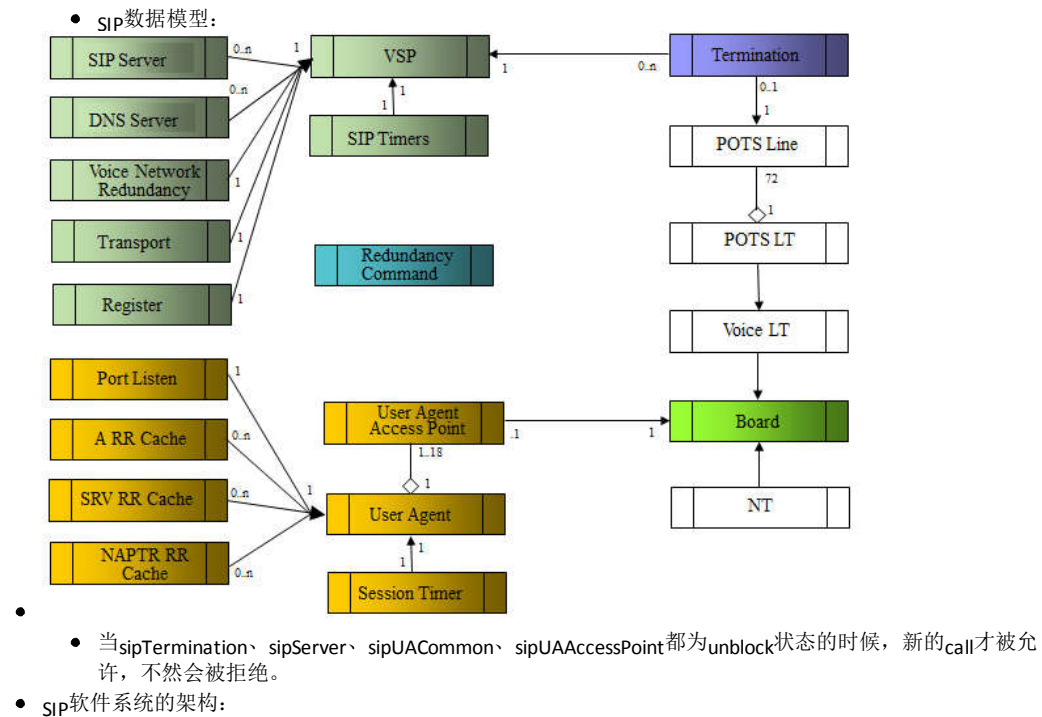 SIP数据模型：
SIP Server
0..n
1
VSP
1
0..n
Termination
DNS Server
0..n
1
1
SIP Timers
0..1
1
POTS Line
Voice Network
Redundancy
1
72
1
POTS LT
Transport
1
Redundancy
Command
Register
1
Voice LT
Port Listen
1
User Agent
Access Point
.1
1
Board
A RR Cache
0..n
1..18
SRV RR Cache
0..n
1
1
User Agent
NT
NAPTR RR
Cache
0..n
1
1
Session Timer
当sipTermination、sipServer、sipUACommon、sipUAAccessPoint都为unblock状态的时候，新的call才被允
许，不然会被拒绝。
SIP软件系统的架构：